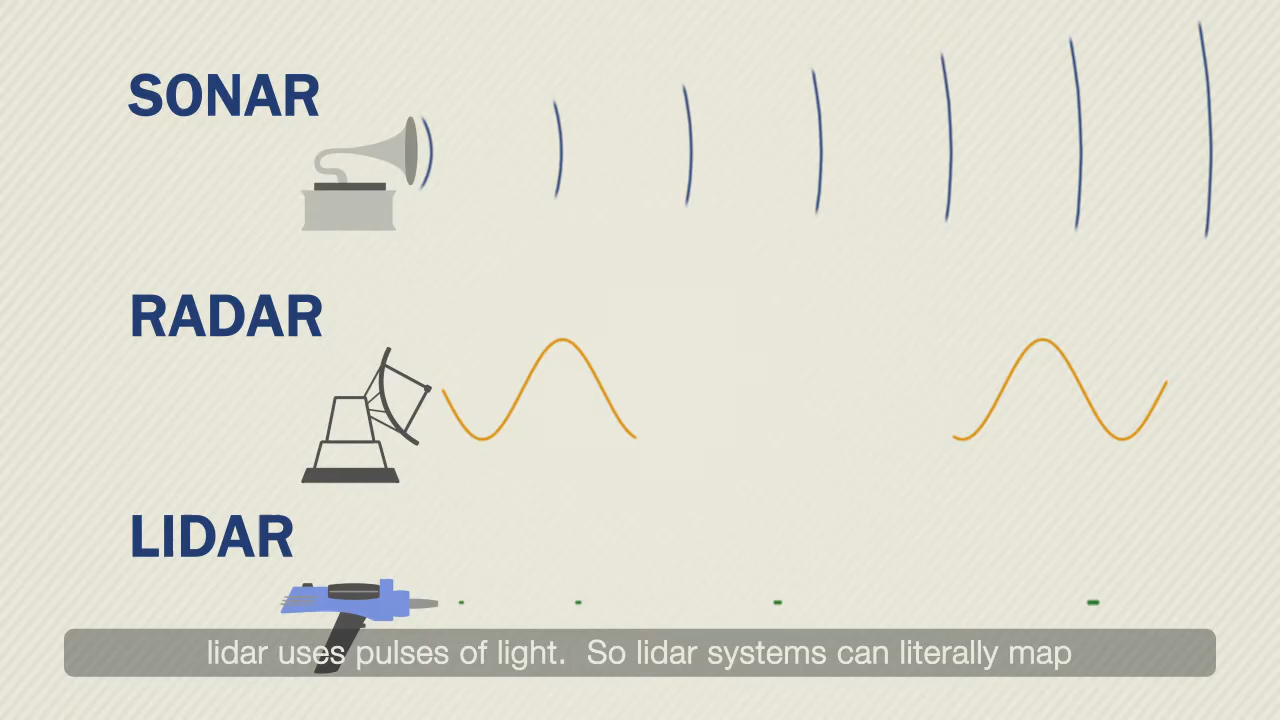 SONAR
RADAR
LIDAR
lidar uses pulses of light.  So lidar systems can literally map